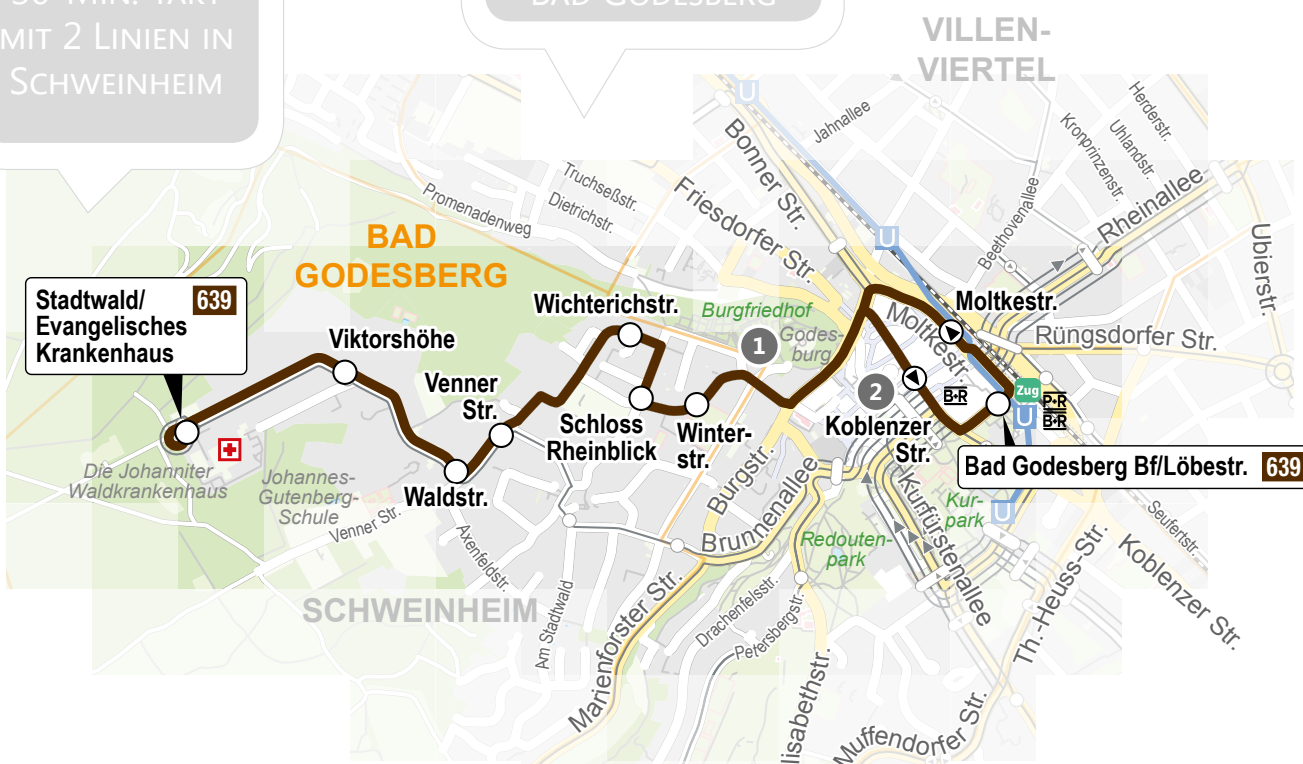 MIT 2 LINIEN IN
SCHWEINHEIM
BAD GODESBERG
VILLEN-
VIERTEL
U
Bonner Str.
Jahnallee
Herderstr.
Uhlandstr.
Kronprinzenstr.
Beethovenallee
Rheinallee
Ubierstr.
Truchseßstr.
Dietrichstr.
Promenadenweg
Friesdorfer Str.
U
BAD
GODESBERG
Stadtwald/
Evangelisches
Krankenhaus
639
Viktorshöhe
Wichterichstr.
Burgfriedhof
1
Godes-
burg
Moltkestr.
Moltkestr.
Rüngsdorfer Str.
Venner
Str.
Schloss
Rheinblick
Winter-
str.
2
Koblenzer
Str.
B+R
Zug
P+R
B+R
U
Bad Godesberg Bf/Löbestr. 639
Die Johanniter
Waldkrankenhaus
Johannes-
Gutenberg-
Schule
Waldstr.
Venner Str.
Axenfeldstr.
Burgstr.
Brunnenallee
Kurfürstenallee
Kur-
park
U
Redouten-
park
Seufertstr.
Koblenzer Str.
Th.-Heuss-Str.
SCHWEINHEIM
Am Stadtwald
Marienforster Str.
Drachenfelsstr.
Petersbergstr.
lisabethstr.
Muffendorfer Str.